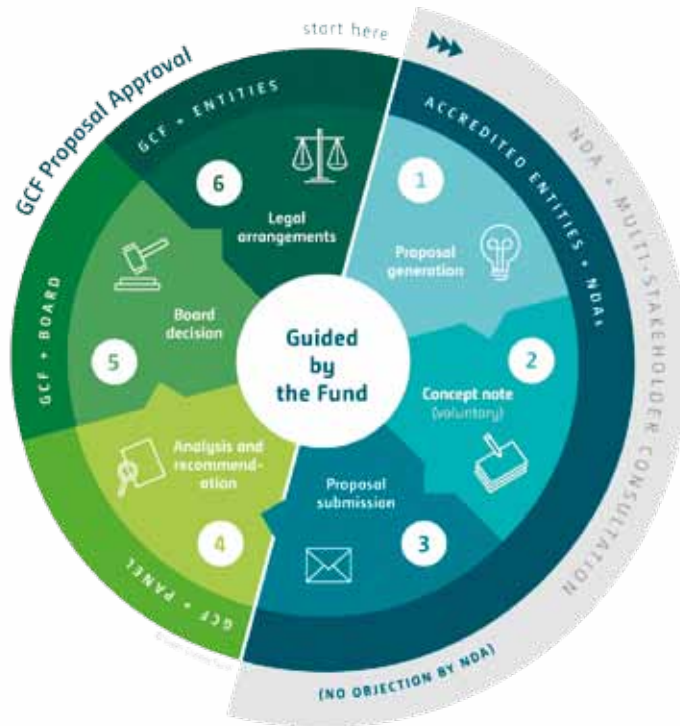 start here
GCF Proposal Approval
GCF + ENTITIES
ACCREDITED ENTITIES + NDAs
NDA + MULTI-STAKEHOLDER CONSULTATION
1
Proposal
generation
2
Concept note
(voluntary)
3
Proposal
submission
(NO OBJECTION BY NDA)
4
Analysis and
recommend-
ation
GCF + PANEL
5
Board
decision
GCF + BOARD
6
Legal
arrangements
Guided
by
the Fund